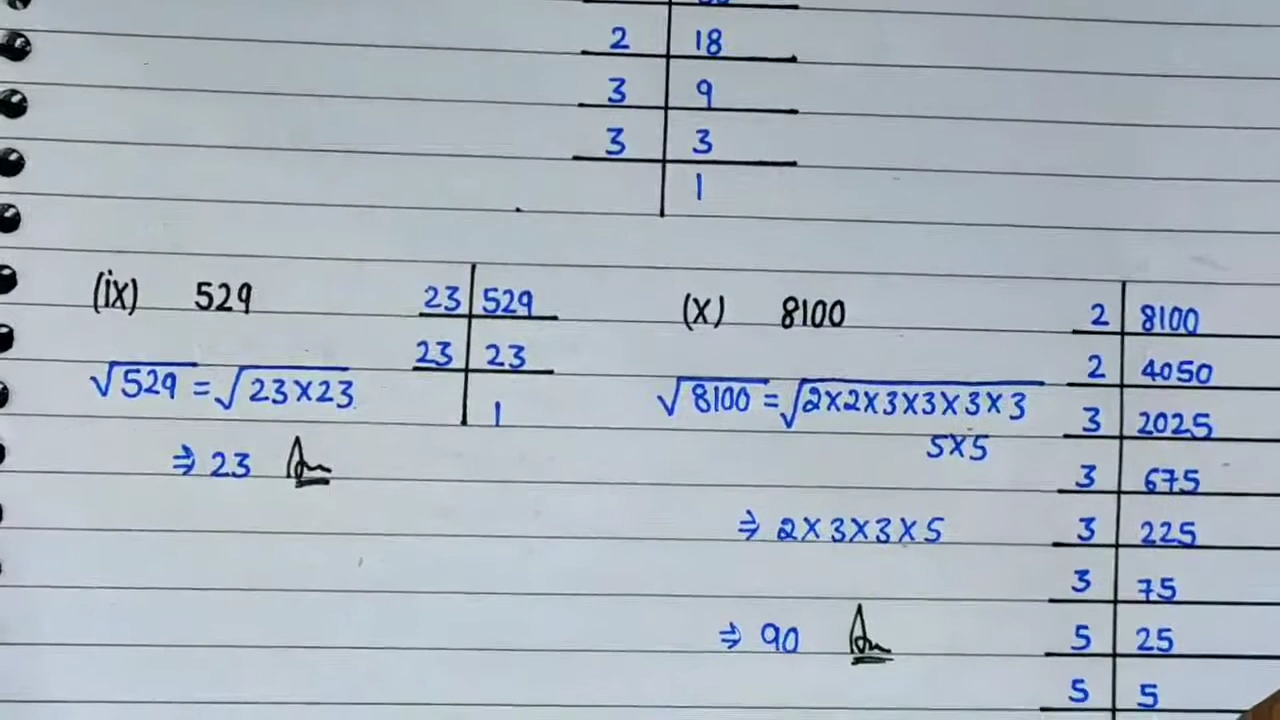 2 | 18
3 | 9
3 | 3
1
(ix) 529
23 | 529
23 | 23
1
√529 = √23×23
⇒ 23 Ans
(x) 8100
√8100 = √2×2×3×3×3×3
5×5
⇒ 2×3×3×5
⇒ 90 Ans
2 | 8100
2 | 4050
3 | 2025
3 | 675
3 | 225
3 | 75
5 | 25
5 | 5